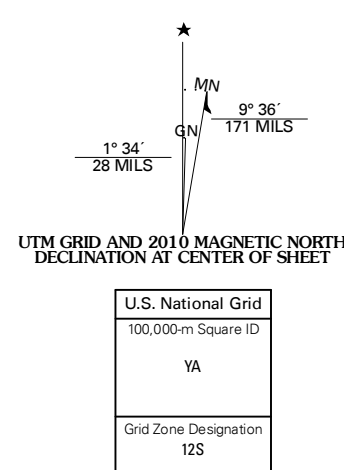 ★
MN
GN
9° 36´
171 MILS
1° 34´
28 MILS
UTM GRID AND 2010 MAGNETIC NORTH
DECLINATION AT CENTER OF SHEET
U.S. National Grid
100,000-m Square ID
YA
Grid Zone Designation
12S